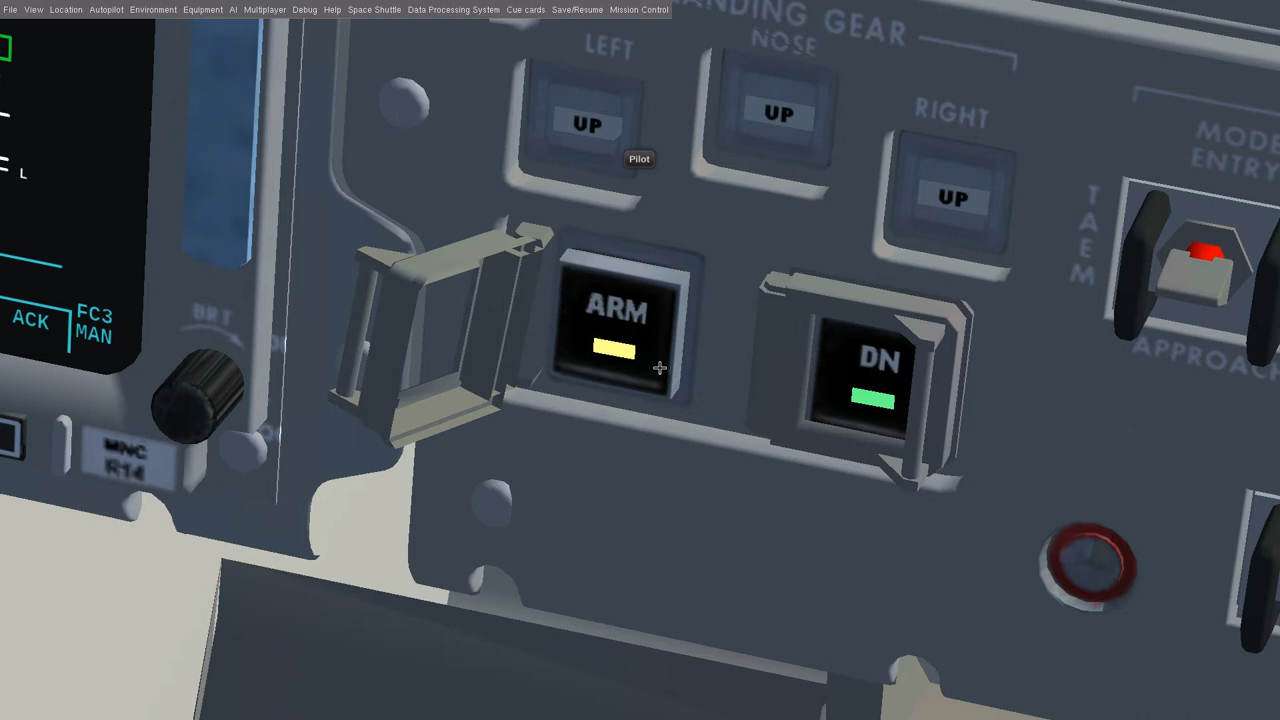 File View Location Autopilot Environment Equipment AI Multiplayer Debug Help Space Shuttle Data Processing System Cue cards Save/Resume Mission Control
ANDING GEAR
LEFT
NOSE
RIGHT
UP
UP
UP
Pilot
MODE
ENTRY
TAEM
APPROACH
L
ACK
FC3
MAN
BRT
ARM
DN
MNC
R14